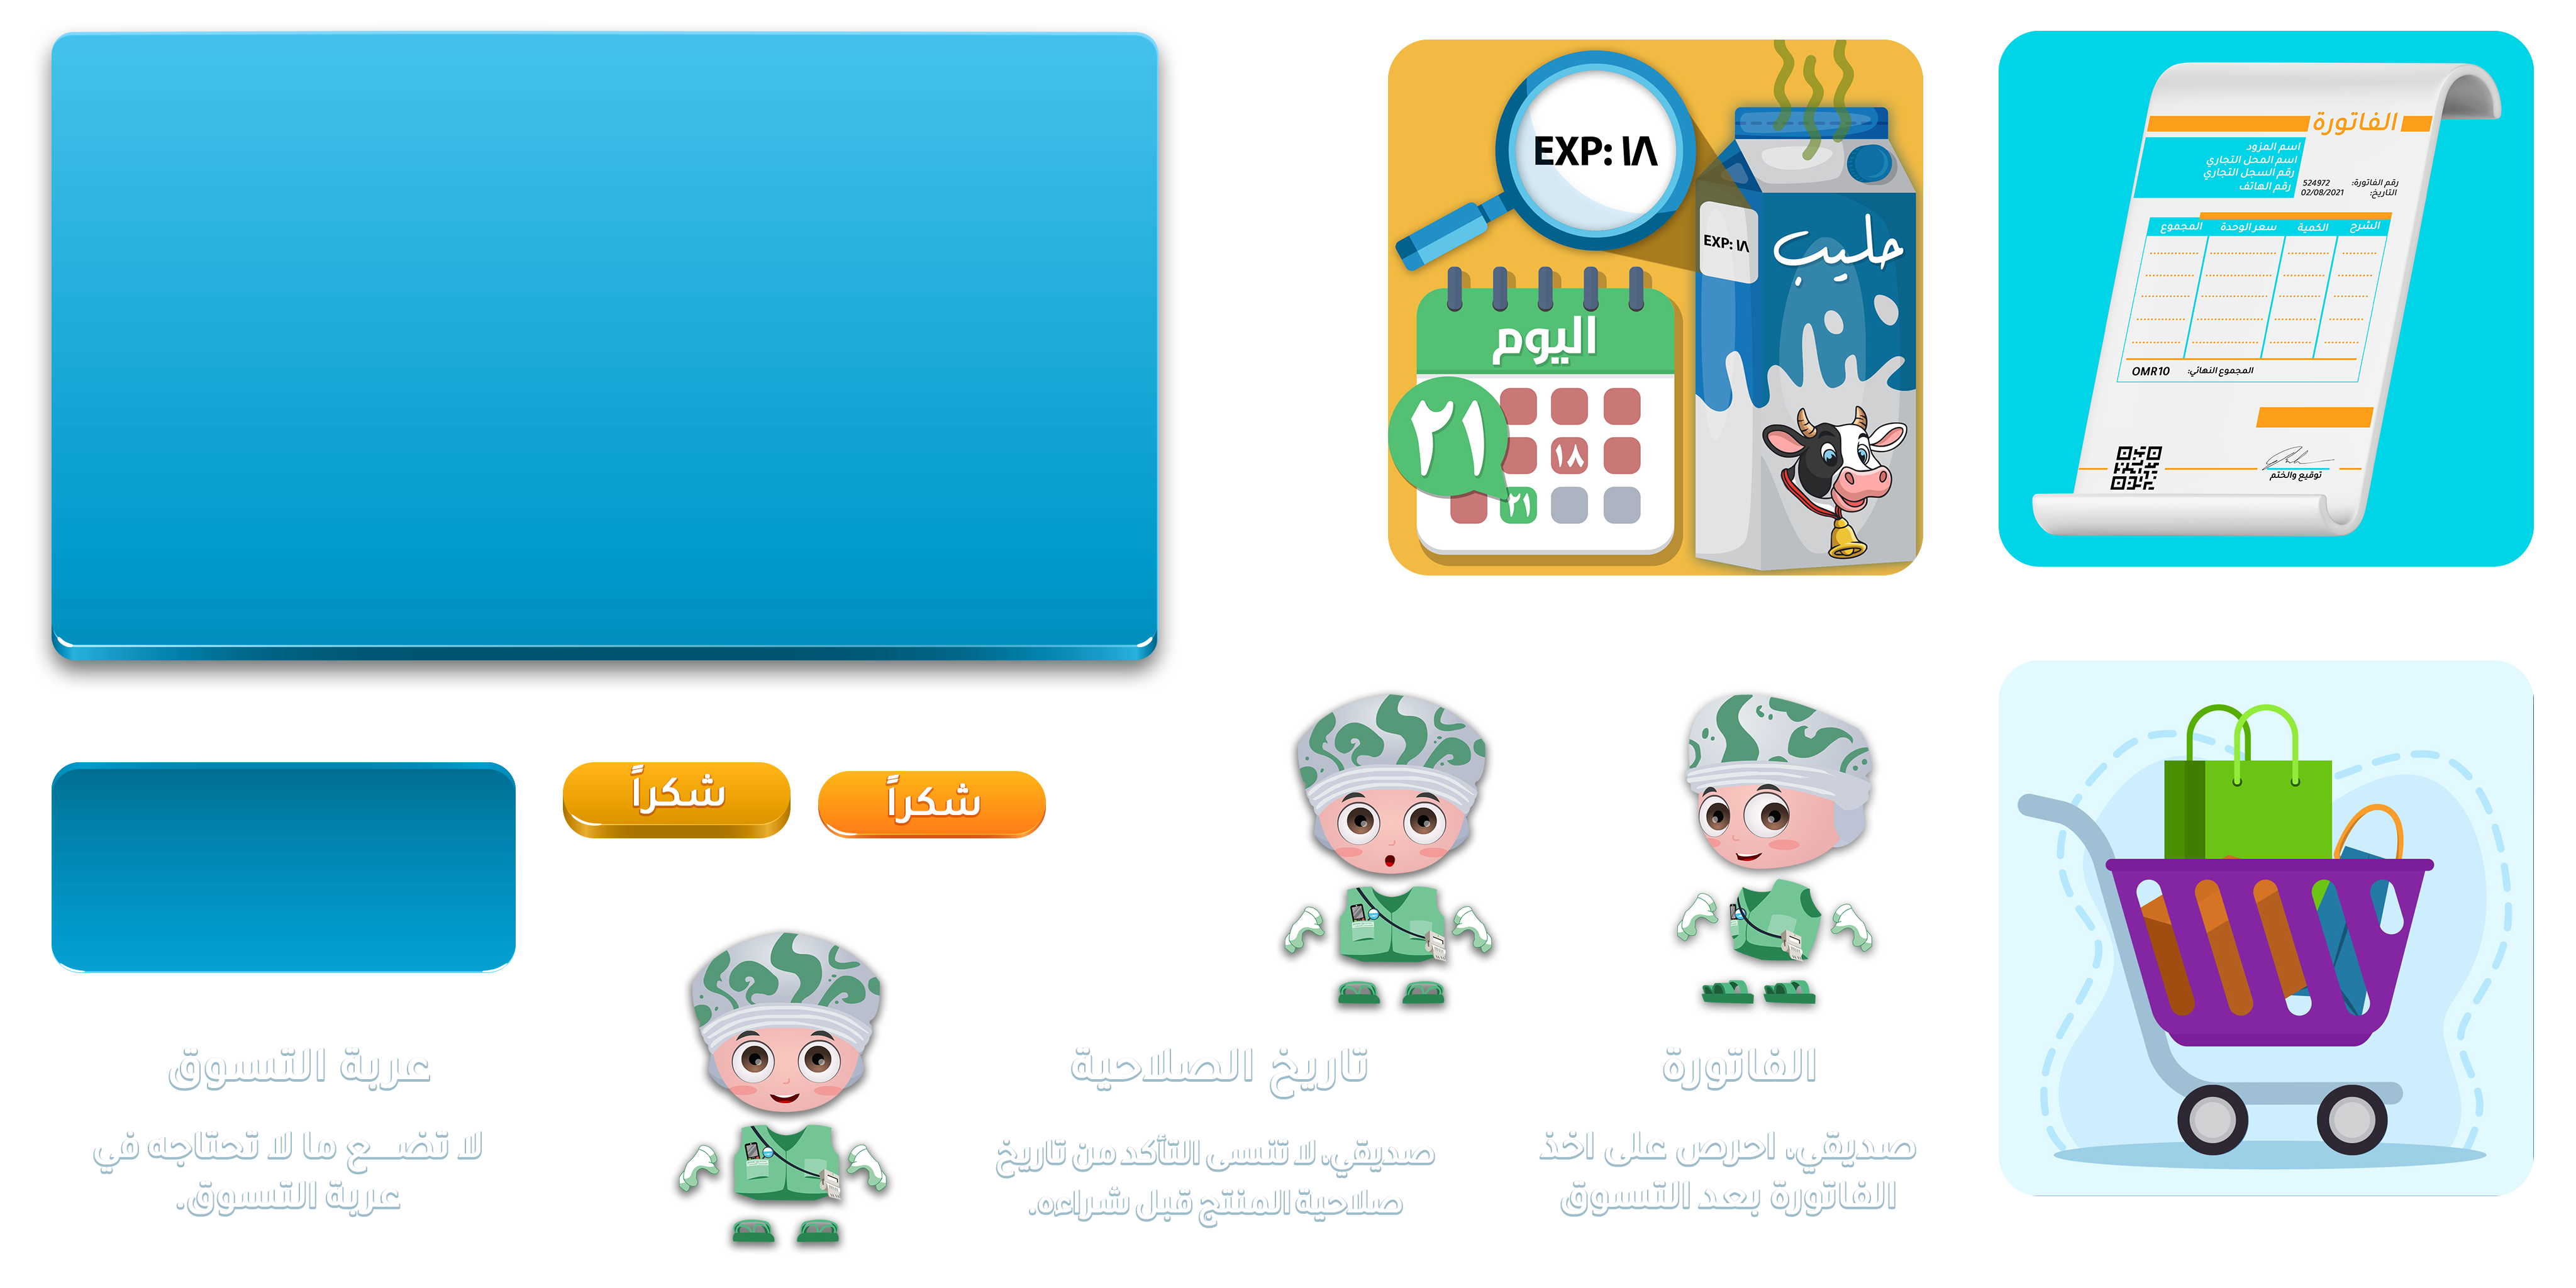 EXP: ١٨
EXP: ١٨
حليب
اليوم
٢١
١٨
٢١
الفاتورة
اسم المزود
اسم المحل التجاري
رقم السجل التجاري
رقم الهاتف
رقم الفاتورة: 524972
التاريخ: 02/08/2021
الشرح الكمية سعر الوحدة المجموع
المجموع النهائي: OMR10
توقيع والختم
شكراً
شكراً
الفاتورة
صديقي، احرص على اخذ
الفاتورة بعد التسوق
تاريخ الصلاحية
صديقي، لا تنسى التأكد من تاريخ
صلاحية المنتج قبل شراءه.
عربة التسوق
لا تضع ما لا تحتاجه في
عربة التسوق.